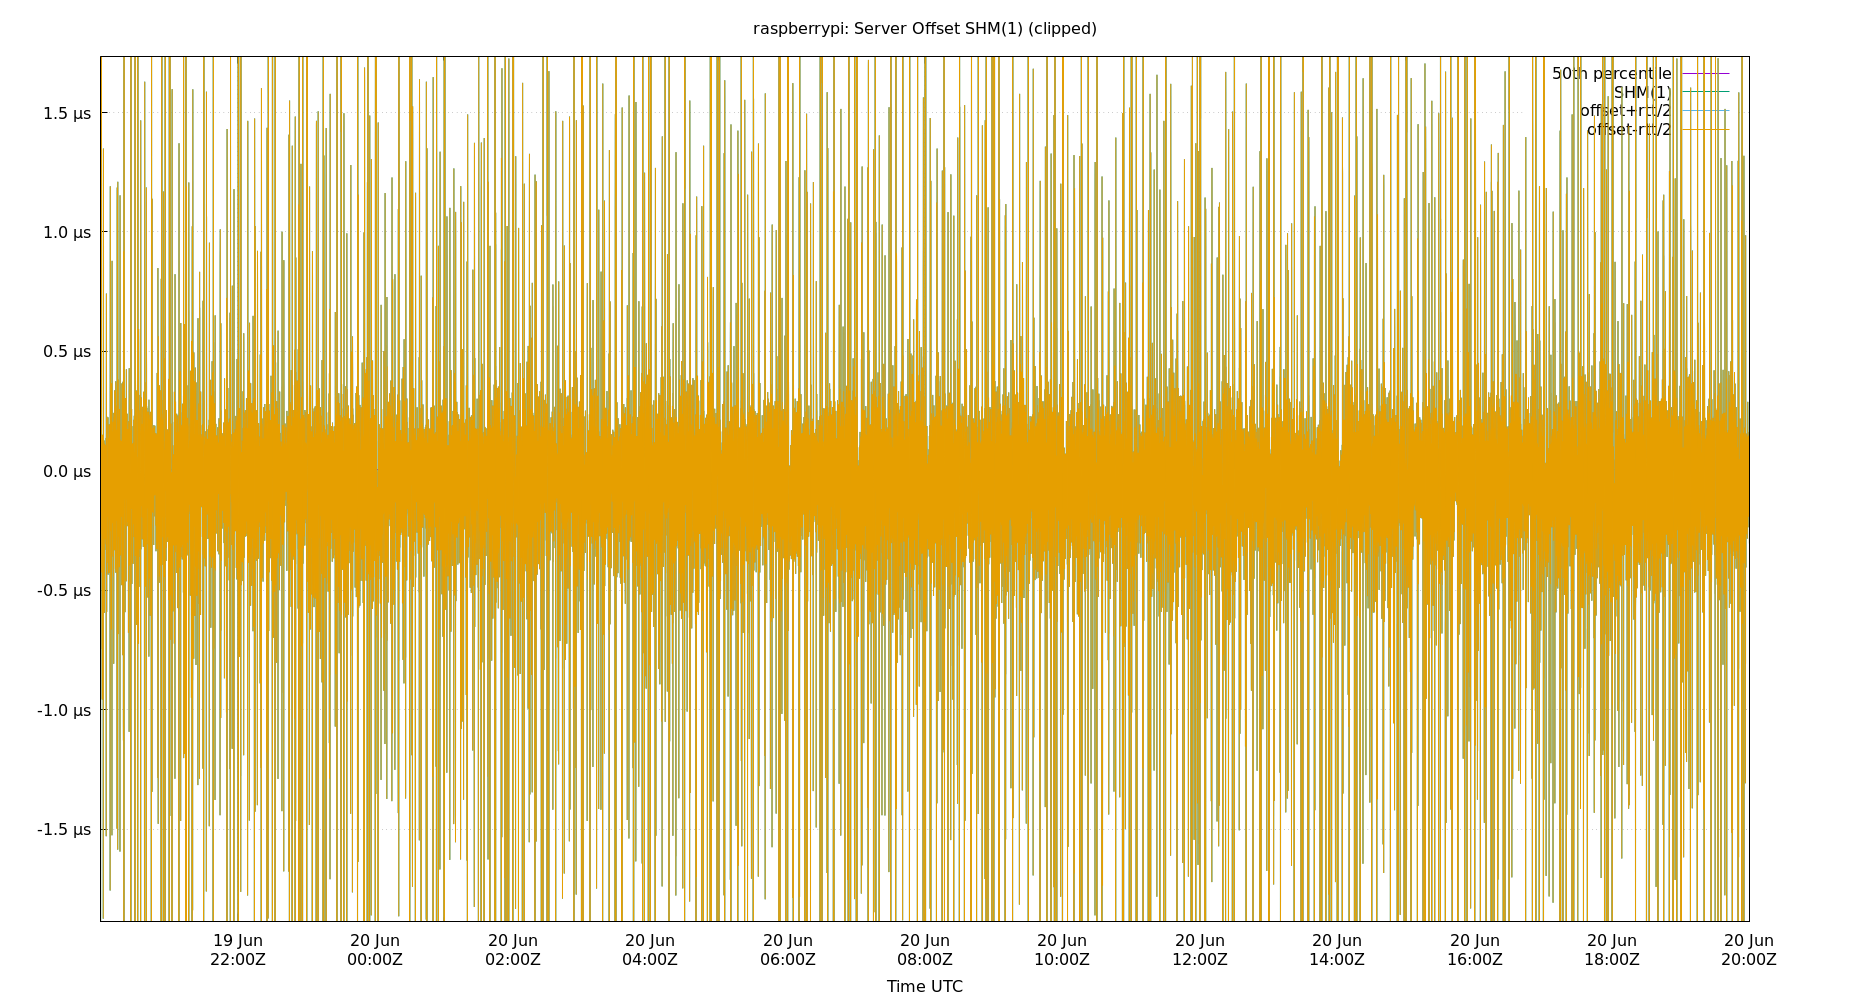 raspberrypi: Server Offset SHM(1) (clipped)
50th percentile
SHM(1)
offset+rtt/2
offset-rtt/2
1.5 µs
1.0 µs
0.5 µs
0.0 µs
-0.5 µs
-1.0 µs
-1.5 µs
19 Jun 20 Jun 20 Jun 20 Jun 20 Jun 20 Jun 20 Jun 20 Jun 20 Jun 20 Jun 20 Jun 20 Jun
22:00Z 00:00Z 02:00Z 04:00Z 06:00Z 08:00Z 10:00Z 12:00Z 14:00Z 16:00Z 18:00Z 20:00Z
Time UTC